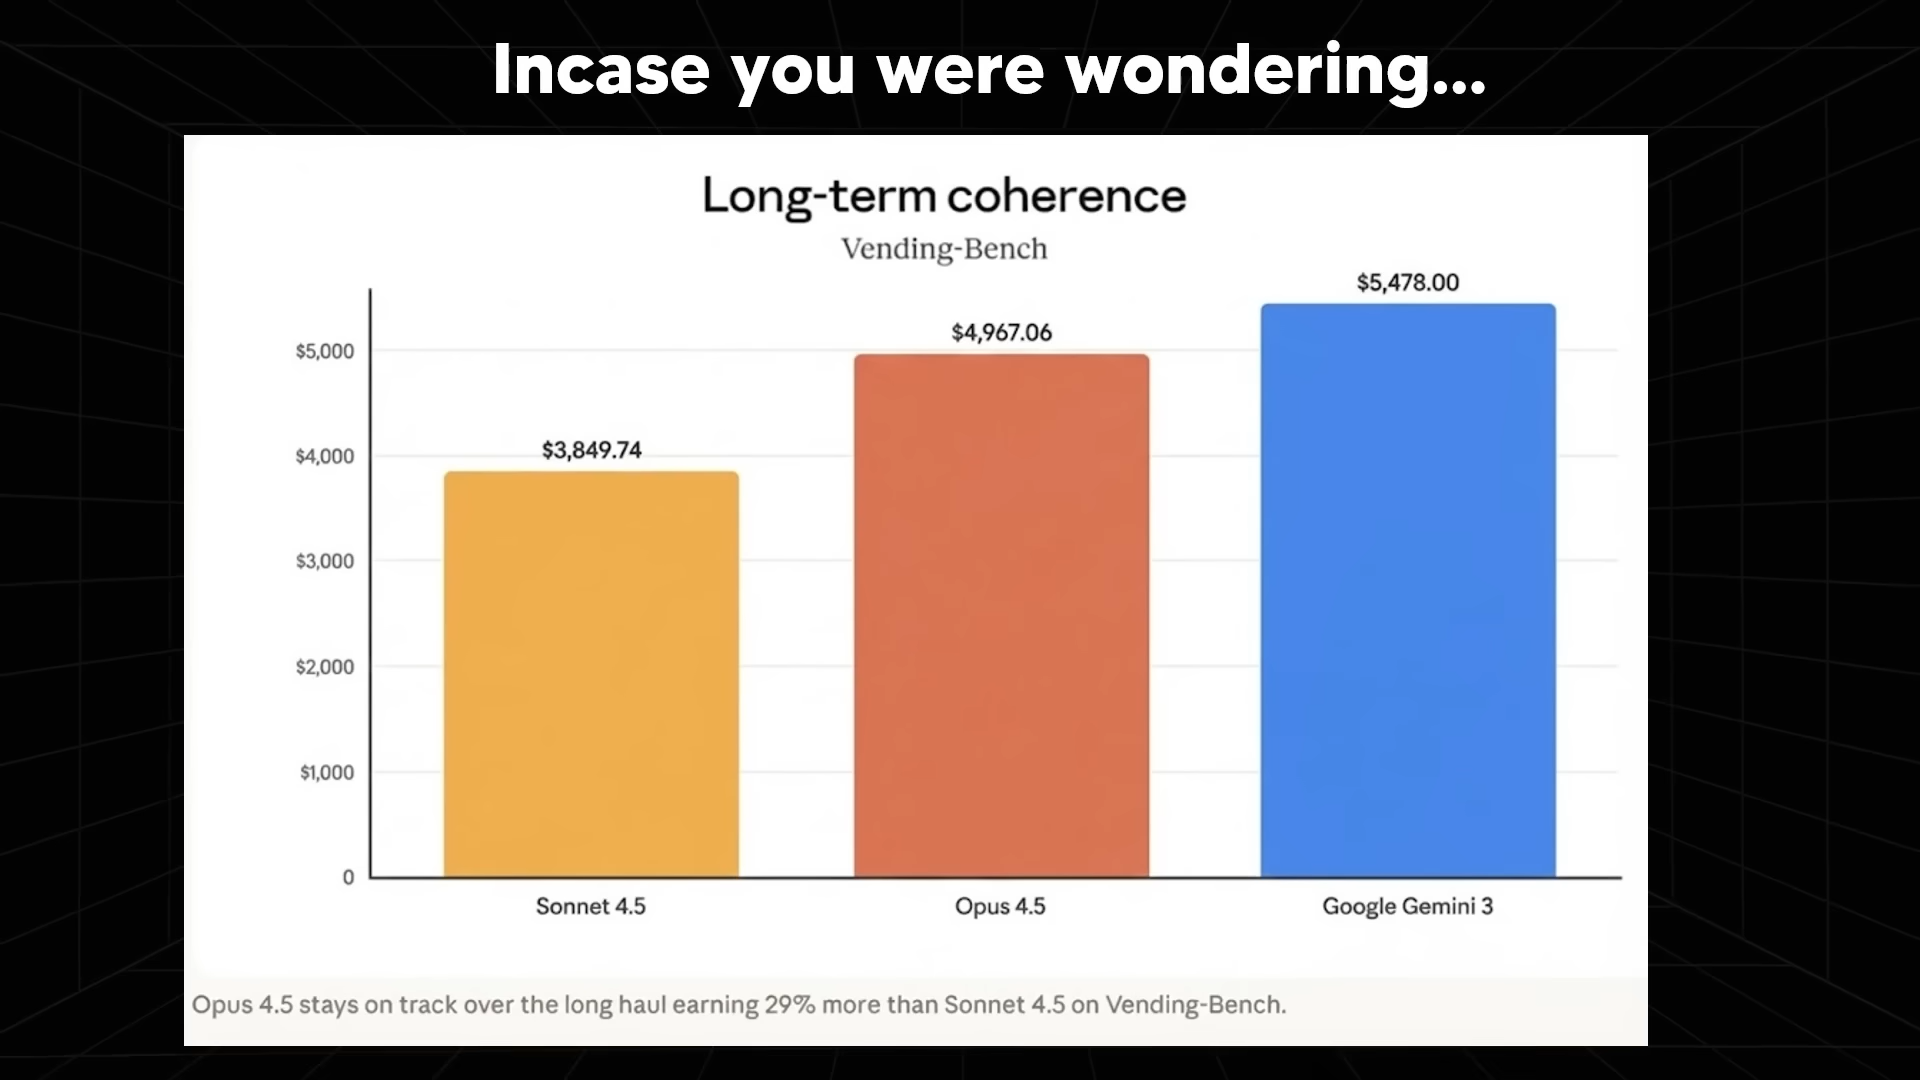 Incase you were wondering...
Long-term coherence
Vending-Bench
$5,478.00
$4,967.06
$3,849.74
$5,000
$4,000
$3,000
$2,000
$1,000
0
Sonnet 4.5
Opus 4.5
Google Gemini 3
Opus 4.5 stays on track over the long haul earning 29% more than Sonnet 4.5 on Vending-Bench.